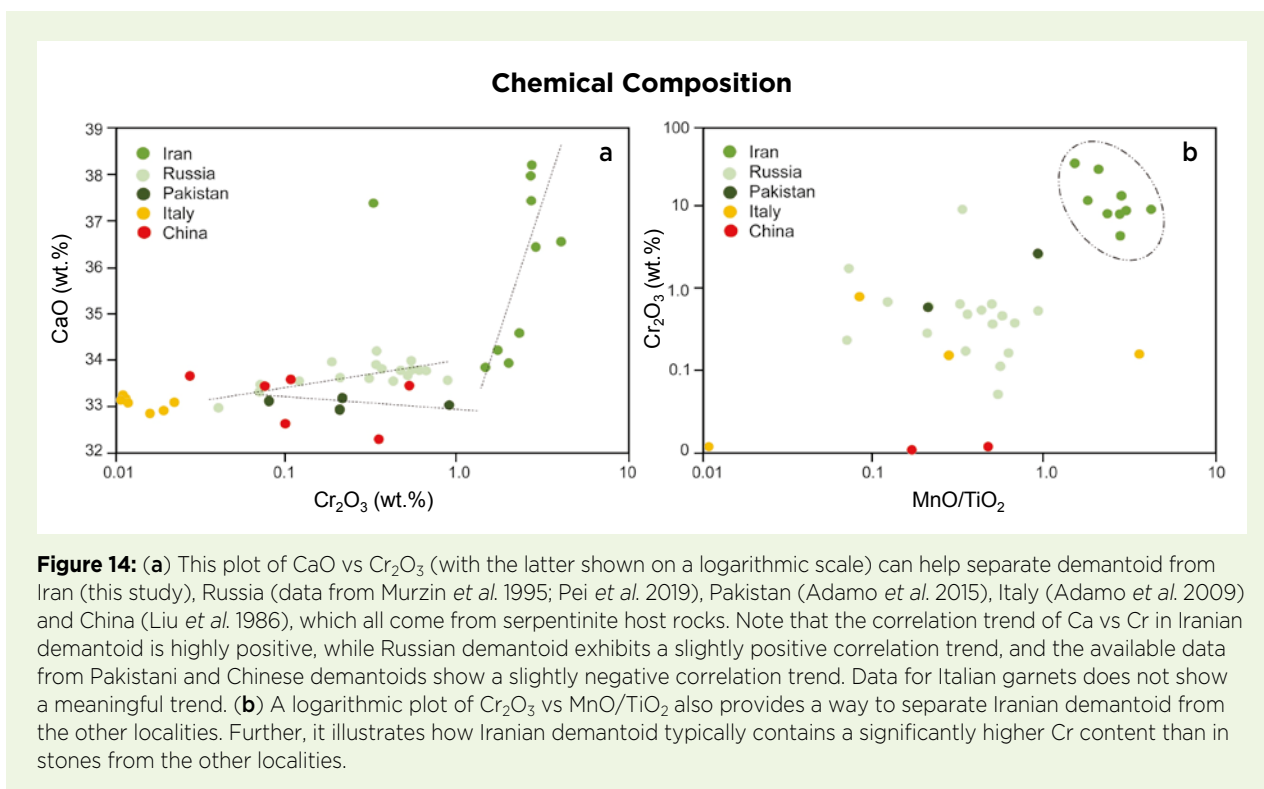 Chemical Composition
39
38
37
36
35
34
33
32
CaO (wt.%)
Iran
Russia
Pakistan
Italy
China
a
0.01
0.1
1.0
10
Cr₂O₃ (wt.%)
100
10
1.0
0.1
0
Cr₂O₃ (wt.%)
Iran
Russia
Pakistan
Italy
China
b
0.01
0.1
1.0
10
MnO/TiO₂
Figure 14: (a) This plot of CaO vs Cr₂O₃ (with the latter shown on a logarithmic scale) can help separate demantoid from
Iran (this study), Russia (data from Murzin et al. 1995; Pei et al. 2019), Pakistan (Adamo et al. 2015), Italy (Adamo et al. 2009)
and China (Liu et al. 1986), which all come from serpentinite host rocks. Note that the correlation trend of Ca vs Cr in Iranian
demantoid is highly positive, while Russian demantoid exhibits a slightly positive correlation trend, and the available data
from Pakistani and Chinese demantoids show a slightly negative correlation trend. Data for Italian garnets does not show
a meaningful trend. (b) A logarithmic plot of Cr₂O₃ vs MnO/TiO₂ also provides a way to separate Iranian demantoid from
the other localities. Further, it illustrates how Iranian demantoid typically contains a significantly higher Cr content than in
stones from the other localities.